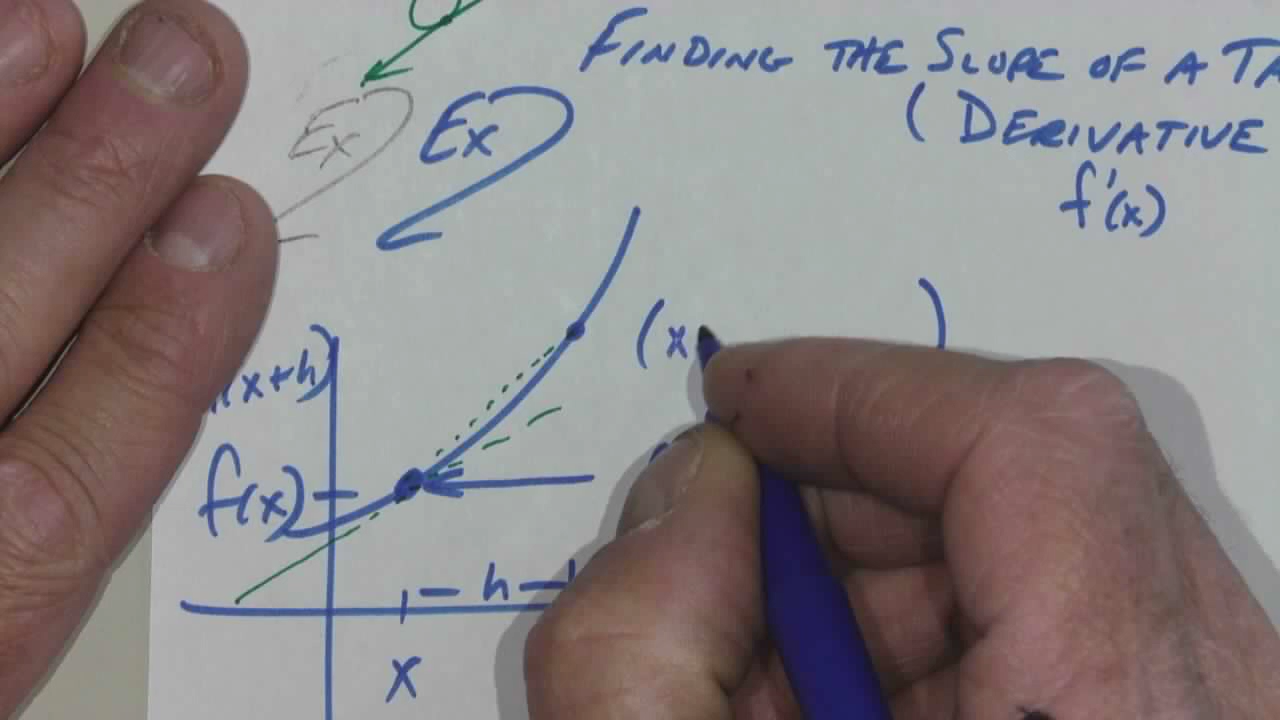 FINDING THE SLOPE OF A TA
(DERIVATIVE
f'(x)
Ex
Ex
(x )
(x+h)
f(x)
h
x